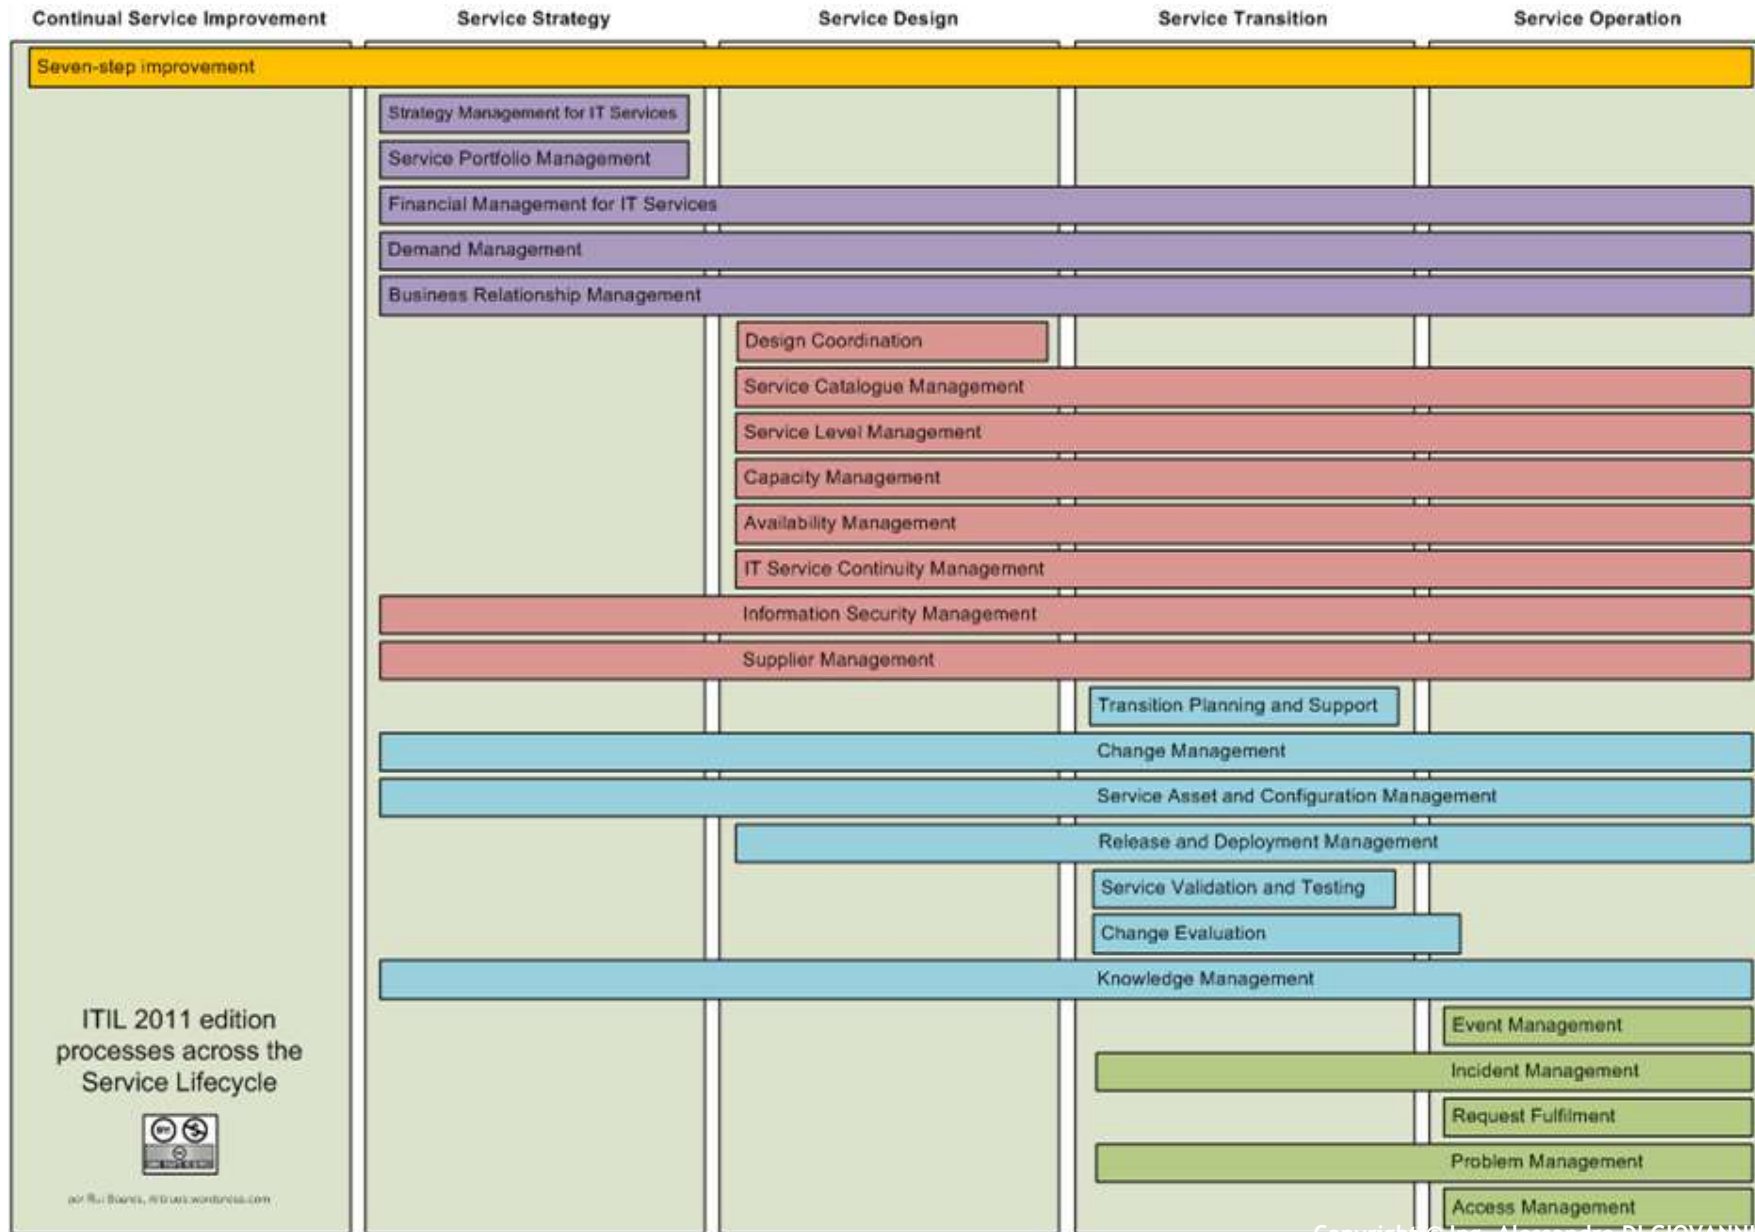 Continual Service Improvement
Service Strategy
Service Design
Service Transition
Service Operation
Seven-step improvement
Strategy Management for IT Services
Service Portfolio Management
Financial Management for IT Services
Demand Management
Business Relationship Management
Design Coordination
Service Catalogue Management
Service Level Management
Capacity Management
Availability Management
IT Service Continuity Management
Information Security Management
Supplier Management
Transition Planning and Support
Change Management
Service Asset and Configuration Management
Release and Deployment Management
Service Validation and Testing
Change Evaluation
Knowledge Management
Event Management
Incident Management
Request Fulfilment
Problem Management
Access Management
ITIL 2011 edition
processes across the
Service Lifecycle
por Rui